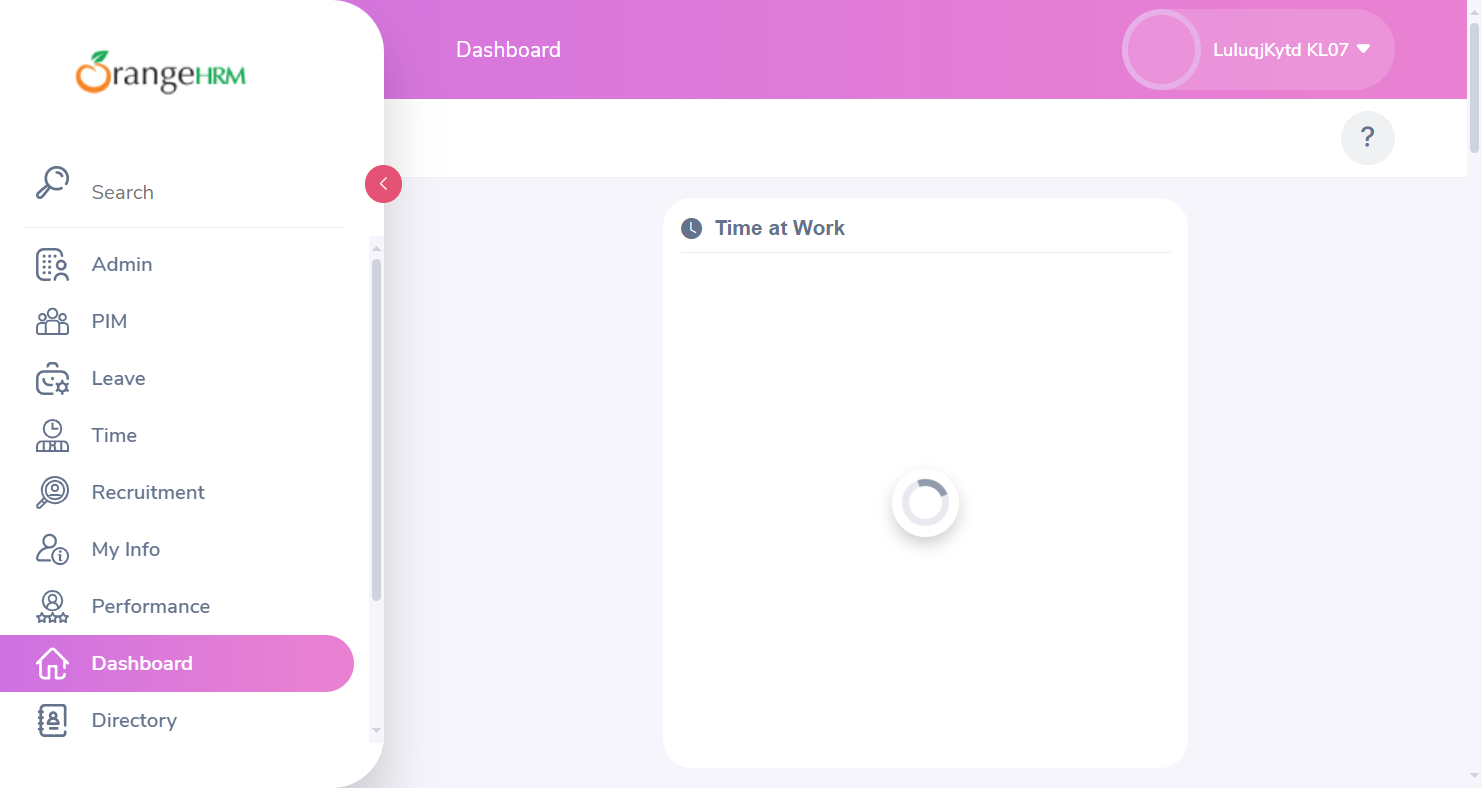 OrangeHRM
Dashboard
LuluqjKytd KL07
?
Search
Admin
PIM
Leave
Time
Recruitment
My Info
Performance
Dashboard
Directory
Time at Work